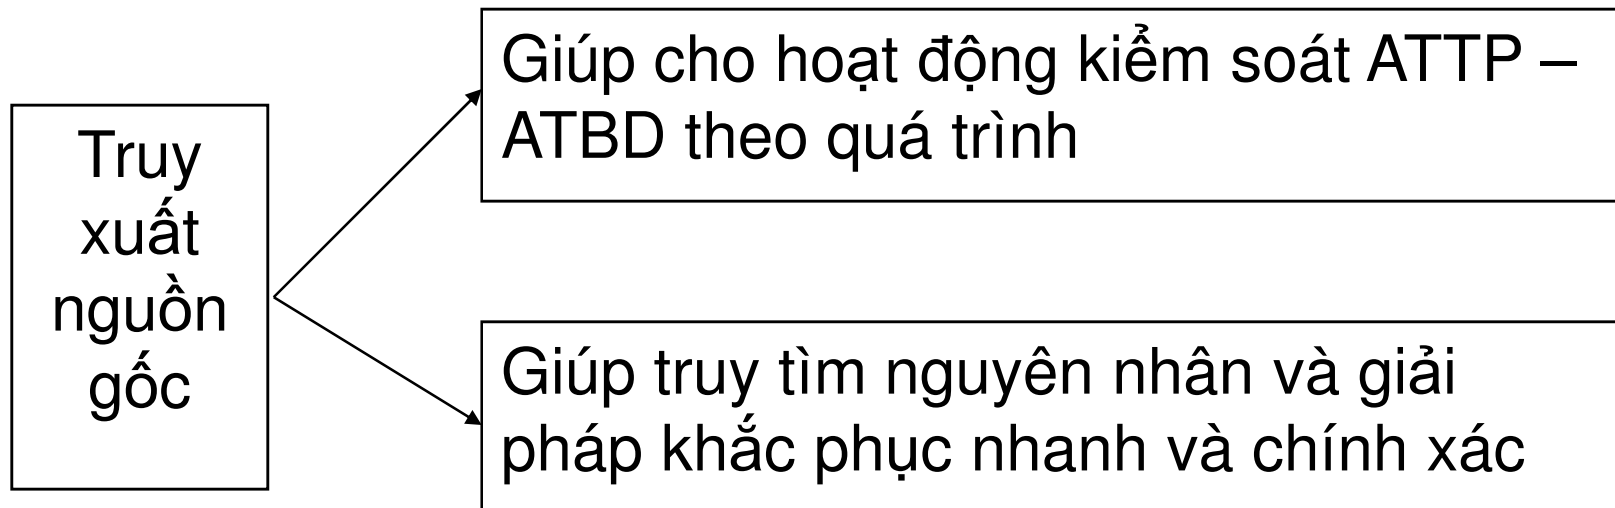 Truy
xuất
nguồn
gốc
Giúp cho hoạt động kiểm soát ATTP –
ATBD theo quá trình
Giúp truy tìm nguyên nhân và giải
pháp khắc phục nhanh và chính xác